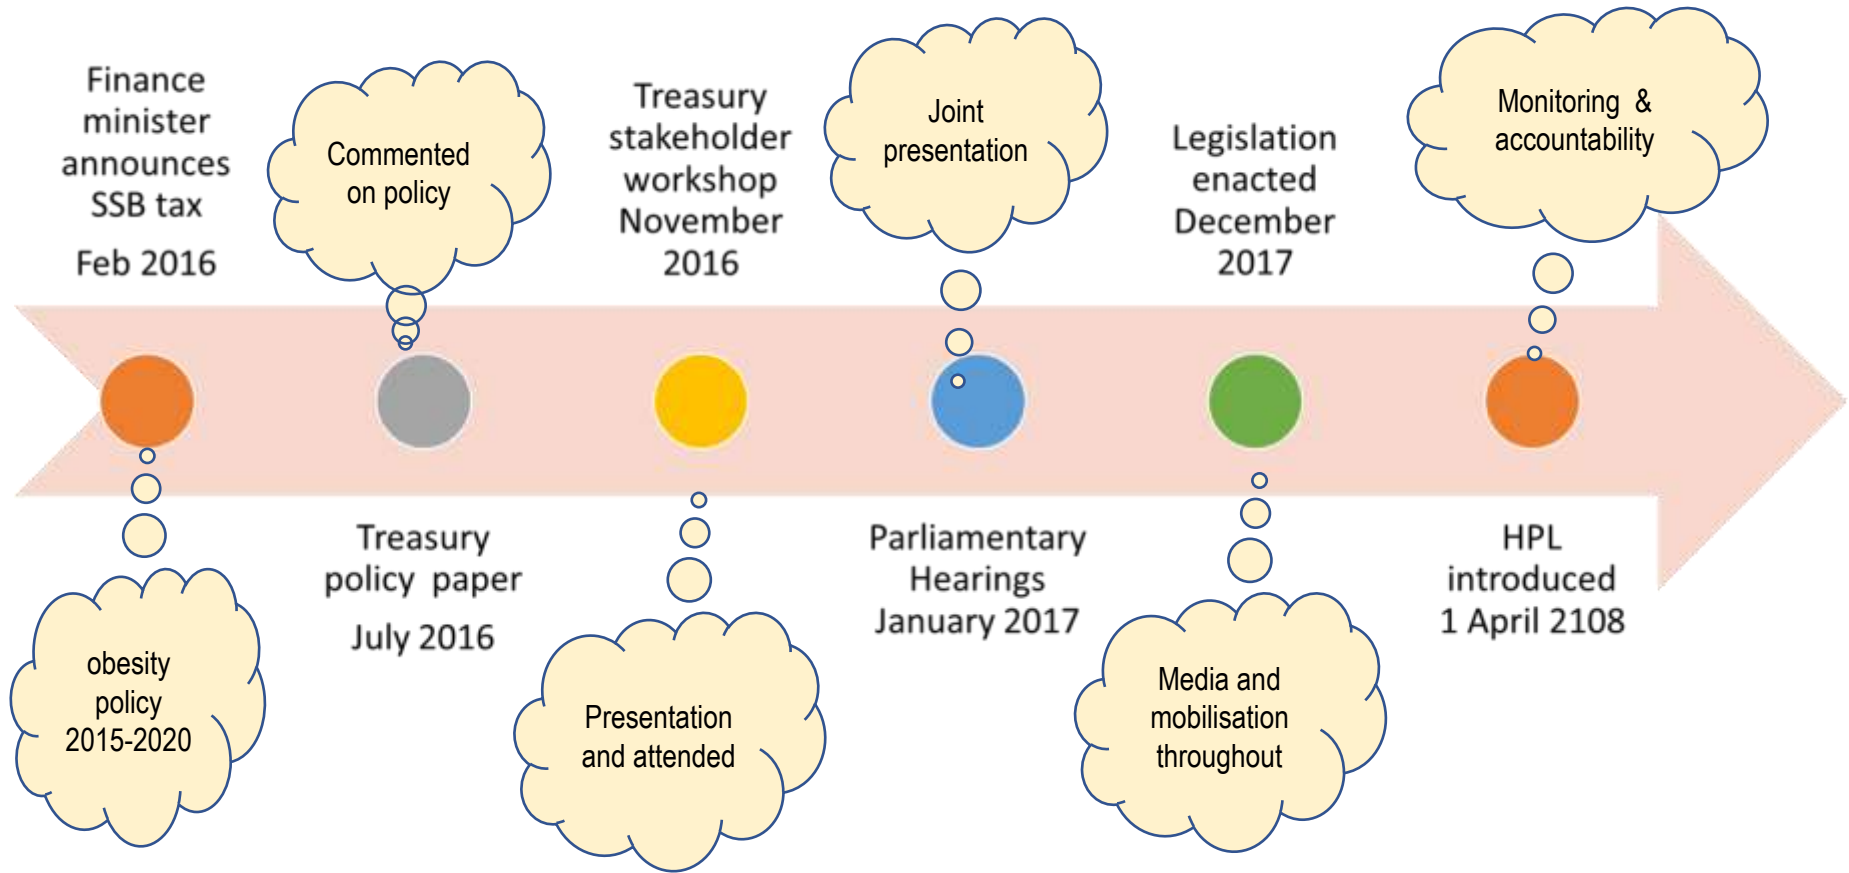 Finance
minister
announces
SSB tax
Feb 2016
Commented
on policy
Treasury
stakeholder
workshop
November
2016
Joint
presentation
Legislation
enacted
December
2017
Monitoring &
accountability
obesity
policy
2015-2020
Treasury
policy paper
July 2016
Presentation
and attended
Parliamentary
Hearings
January 2017
Media and
mobilisation
throughout
HPL
introduced
1 April 2108